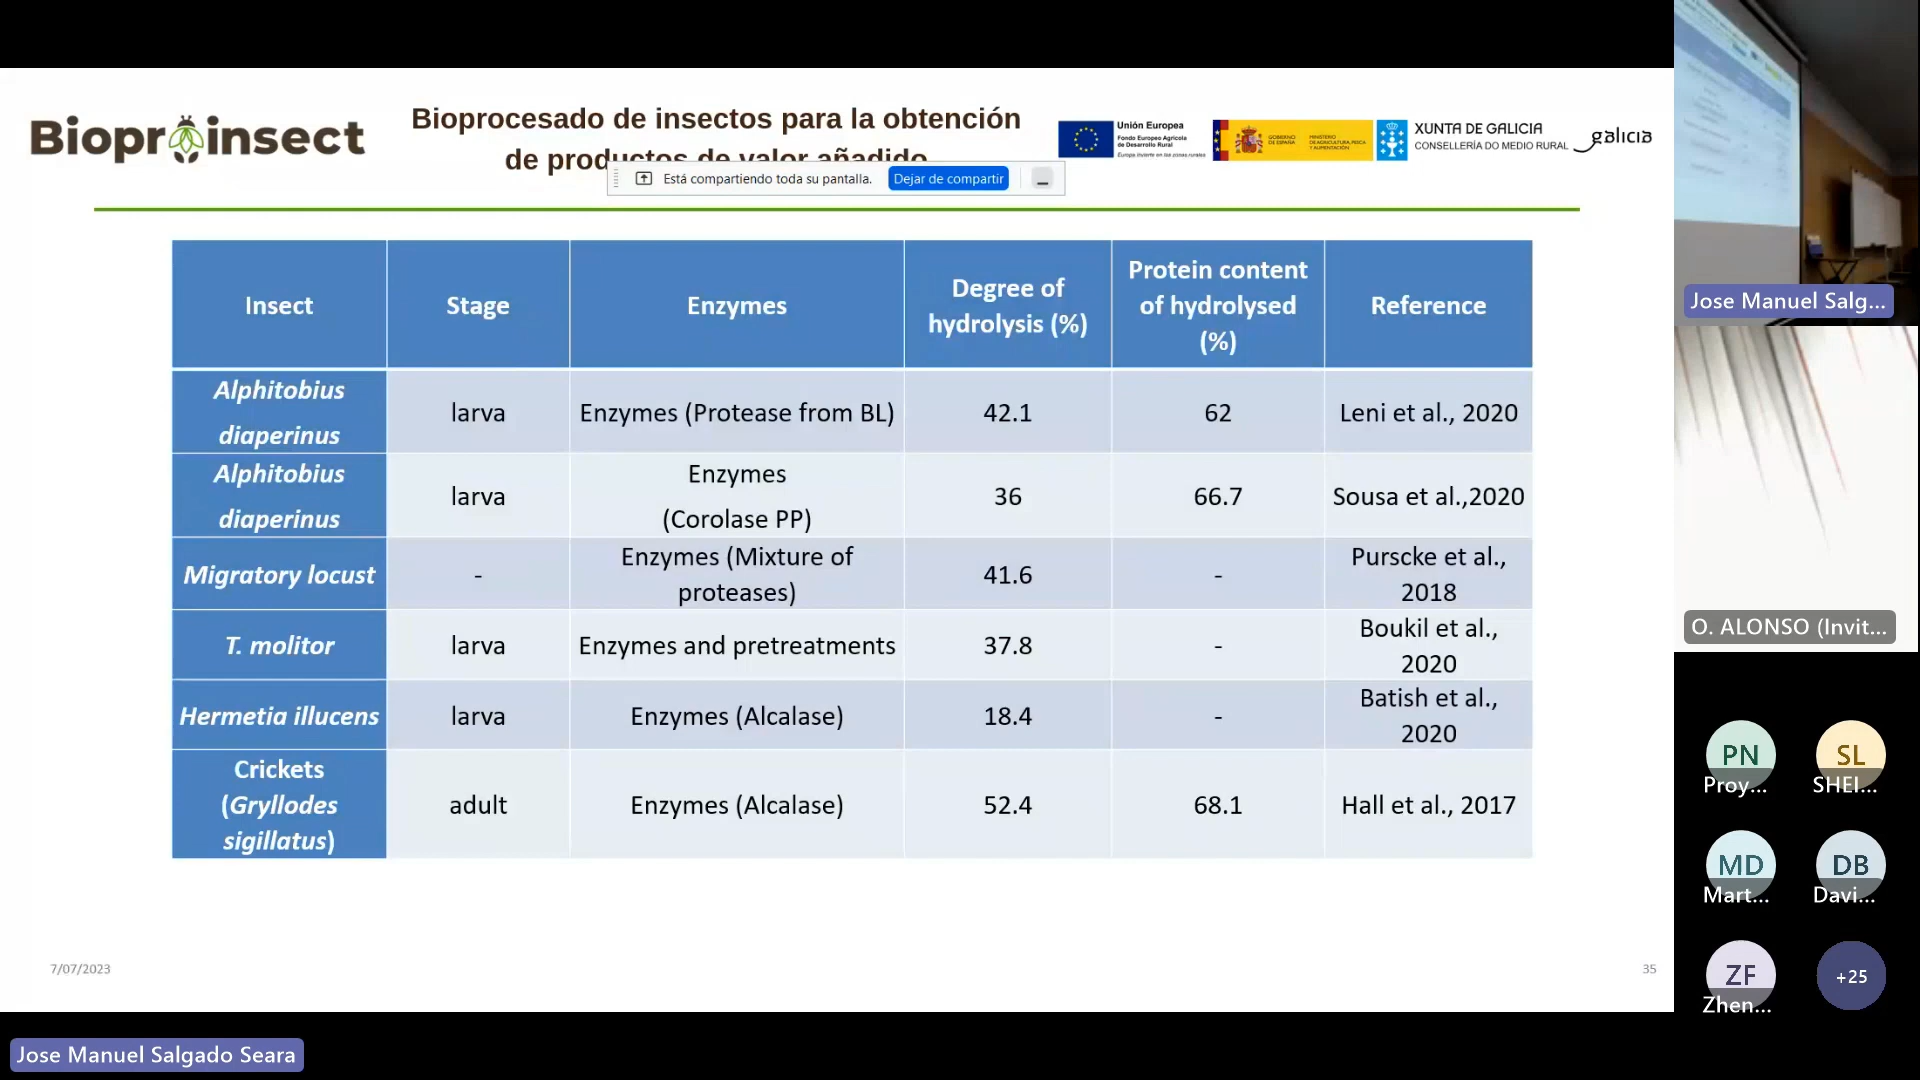 Bioproinsect
Bioprocesado de insectos para la obtención
de productos de valor añadido
Unión Europea
Fondo Europeo Agrícola
de Desarrollo Rural
Europa invierte en las zonas rurales
GOBIERNO
DE ESPAÑA
MINISTERIO
DE AGRICULTURA, PESCA
Y ALIMENTACIÓN
XUNTA DE GALICIA
CONSELLERÍA DO MEDIO RURAL
galicia
Está compartiendo toda su pantalla.
Dejar de compartir
Insect
Stage
Enzymes
Degree of
hydrolysis (%)
Protein content
of hydrolysed
(%)
Reference
Alphitobius
diaperinus
larva
Enzymes (Protease from BL)
42.1
62
Leni et al., 2020
Alphitobius
diaperinus
larva
Enzymes
(Corolase PP)
36
66.7
Sousa et al.,2020
Migratory locust
-
Enzymes (Mixture of
proteases)
41.6
-
Purscke et al.,
2018
T. molitor
larva
Enzymes and pretreatments
37.8
-
Boukil et al.,
2020
Hermetia illucens
larva
Enzymes (Alcalase)
18.4
-
Batish et al.,
2020
Crickets
(Gryllodes
sigillatus)
adult
Enzymes (Alcalase)
52.4
68.1
Hall et al., 2017
7/07/2023
35
Jose Manuel Salgado Seara
Jose Manuel Salg...
O. ALONSO (Invit...
PN
Proy...
SL
SHEI...
MD
Mart...
DB
Davi...
ZF
Zhen...
+25